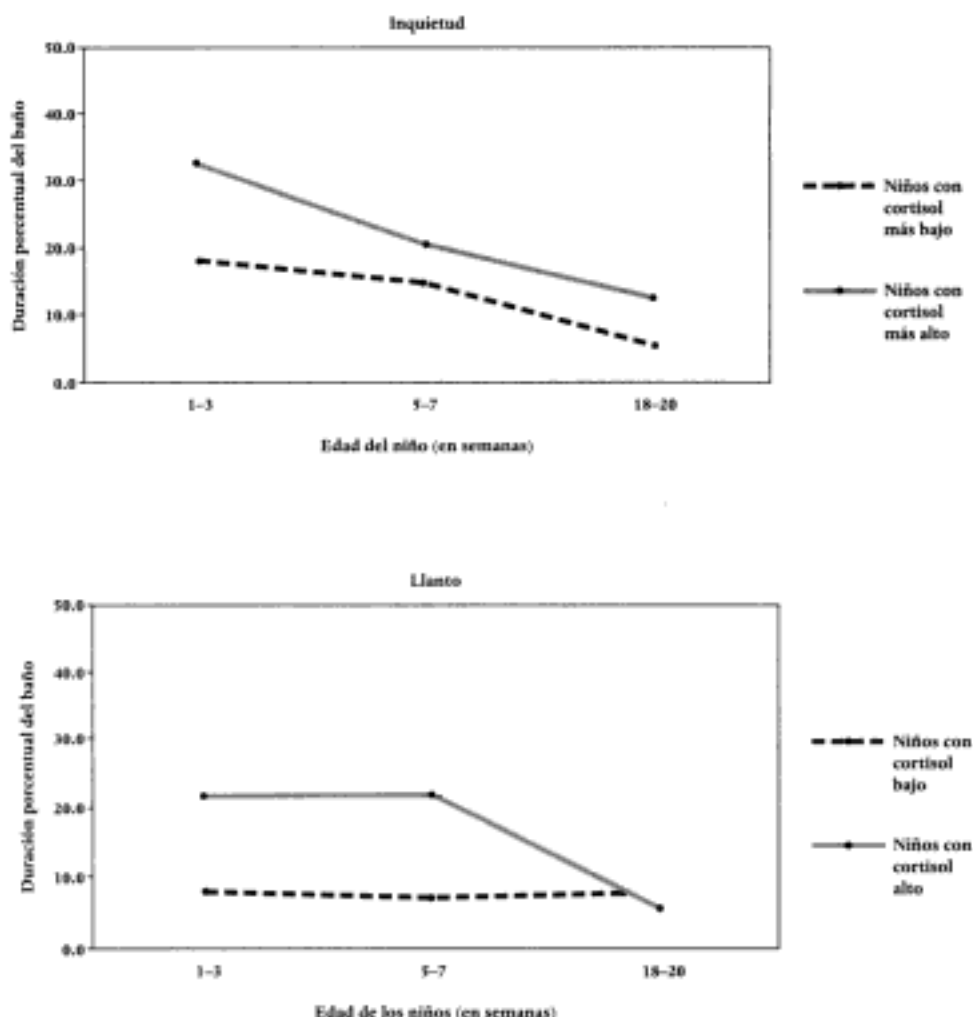 Inquietud
50.0
40.0
30.0
20.0
10.0
0.0
Duración porcentual del baño
1–3
5–7
18–20
Edad del niño (en semanas)
Niños con
cortisol
más bajo
Niños con
cortisol
más alto
Llanto
50.0
40.0
30.0
20.0
10.0
0.0
Duración porcentual del baño
1–3
5–7
18–20
Edad de los niños (en semanas)
Niños con
cortisol
bajo
Niños con
cortisol
alto